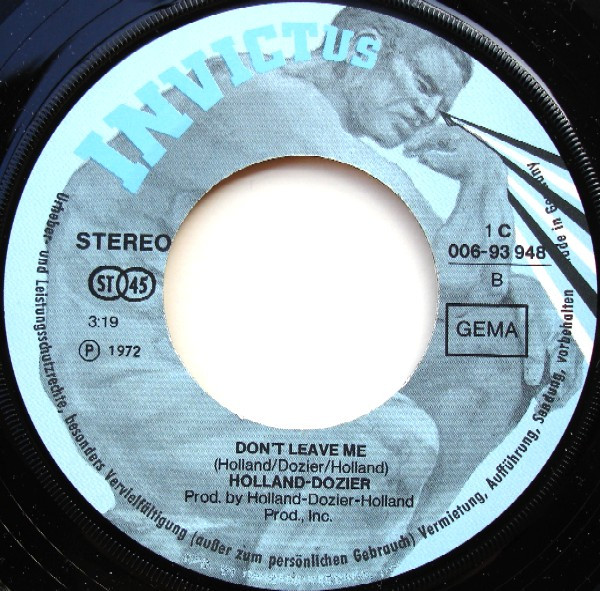 INVICTUS
STEREO
ST 45
3:19
P 1972
1 C
006-93 948
B
GEMA
DON'T LEAVE ME
(Holland/Dozier/Holland)
HOLLAND-DOZIER
Prod. by Holland-Dozier-Holland
Prod., Inc.
Urheber- und Leistungsschutzrechte, besonders Vervielfältigung (außer zum persönlichen Gebrauch) Vermietung, Aufführung, Sendung, vorbehalten
in Germany